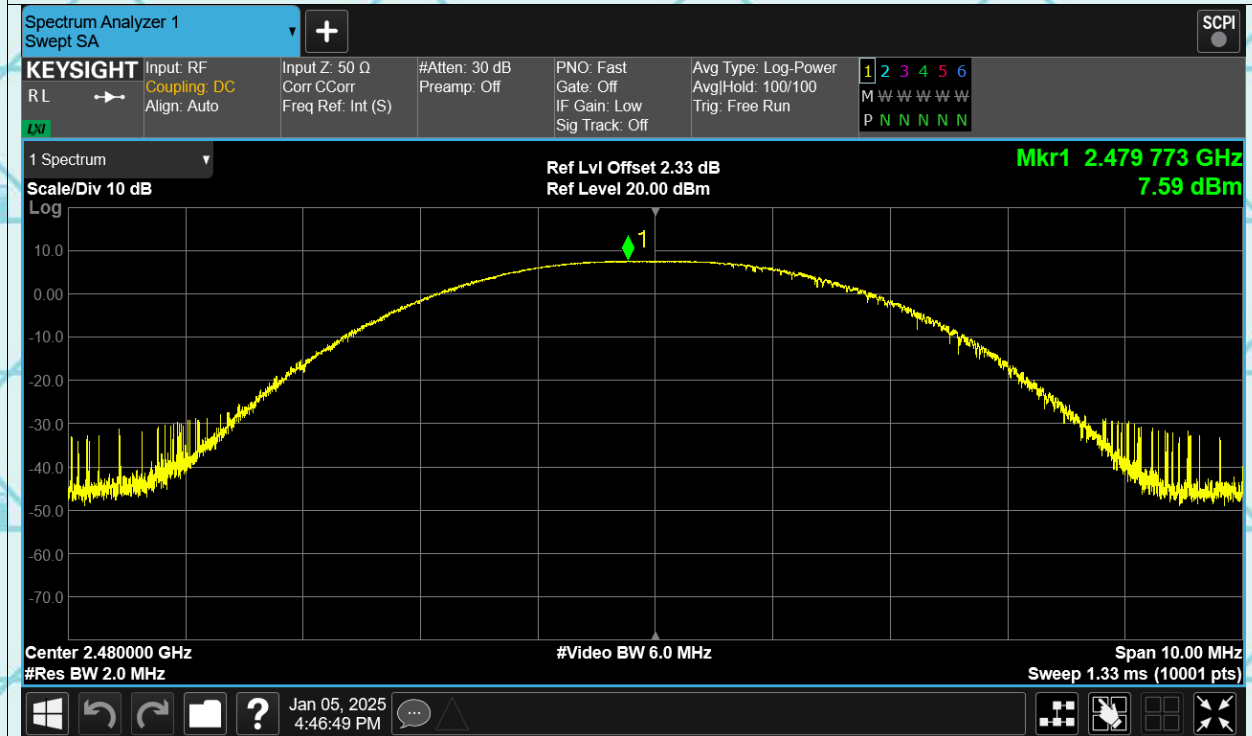 Spectrum Analyzer 1
Swept SA
+
SCPI
KEYSIGHT
RL
LXI
Input: RF
Coupling: DC
Align: Auto
Input Z: 50 Ω
Corr CCorr
Freq Ref: Int (S)
#Atten: 30 dB
Preamp: Off
PNO: Fast
Gate: Off
IF Gain: Low
Sig Track: Off
Avg Type: Log-Power
Avg|Hold: 100/100
Trig: Free Run
1 2 3 4 5 6
M W W W W W
P N N N N N
1 Spectrum
Scale/Div 10 dB
Log
Ref Lvl Offset 2.33 dB
Ref Level 20.00 dBm
Mkr1 2.479 773 GHz
7.59 dBm
1
10.0
0.00
-10.0
-20.0
-30.0
-40.0
-50.0
-60.0
-70.0
Center 2.480000 GHz
#Res BW 2.0 MHz
#Video BW 6.0 MHz
Span 10.00 MHz
Sweep 1.33 ms (10001 pts)
?
Jan 05, 2025
4:46:49 PM